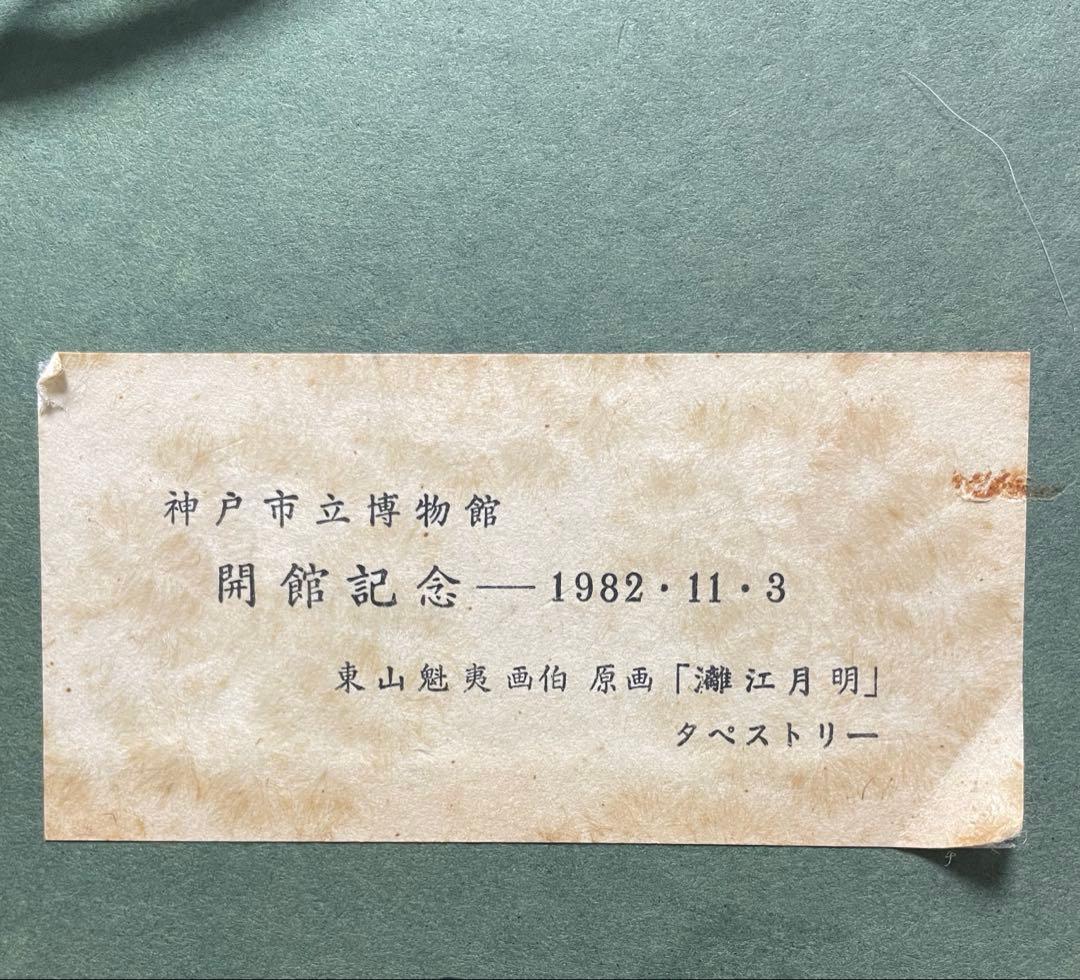 神戸市立博物館
開館記念——1982・11・3
東山魁夷画伯 原画「灕江月明」
タペストリー